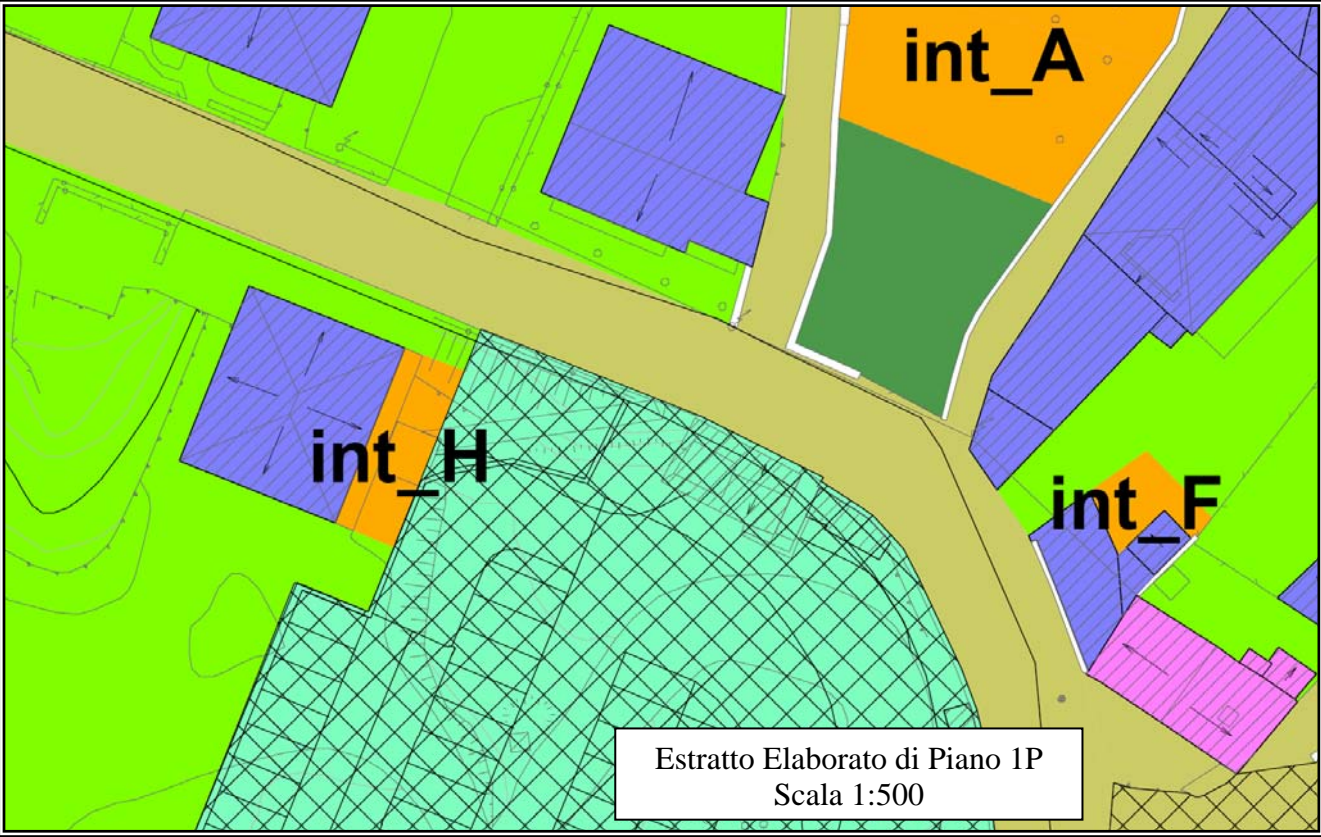 int_A
int_H
int_F
Estratto Elaborato di Piano 1P
Scala 1:500